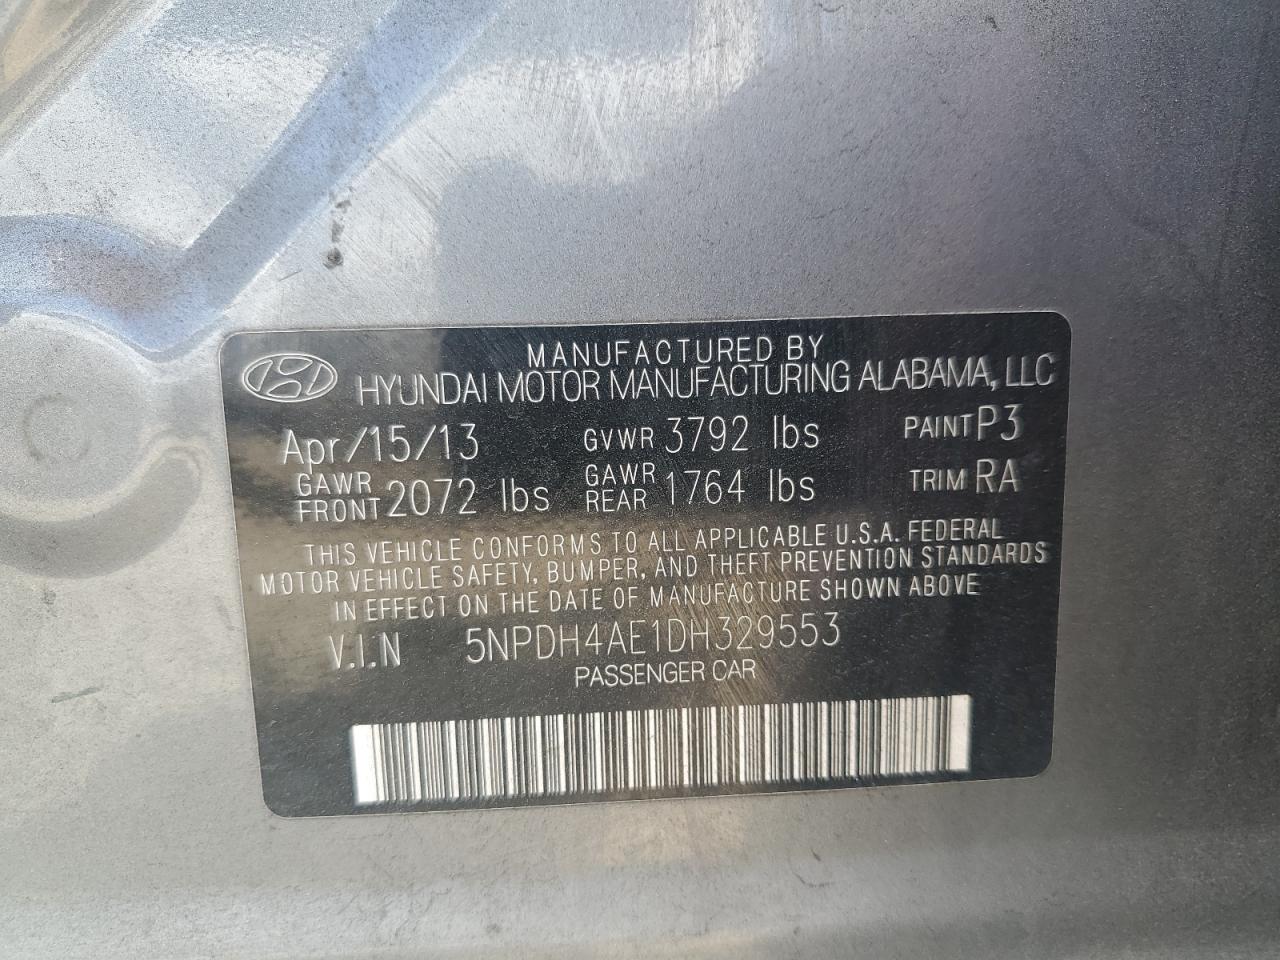 MANUFACTURED BY
HYUNDAI MOTOR MANUFACTURING ALABAMA, LLC
Apr/15/13 GVWR 3792 lbs PAINT P3
GAWR FRONT 2072 lbs GAWR REAR 1764 lbs TRIM RA
THIS VEHICLE CONFORMS TO ALL APPLICABLE U.S.A. FEDERAL
MOTOR VEHICLE SAFETY, BUMPER, AND THEFT PREVENTION STANDARDS
IN EFFECT ON THE DATE OF MANUFACTURE SHOWN ABOVE
V.I.N 5NPDH4AE1DH329553
PASSENGER CAR